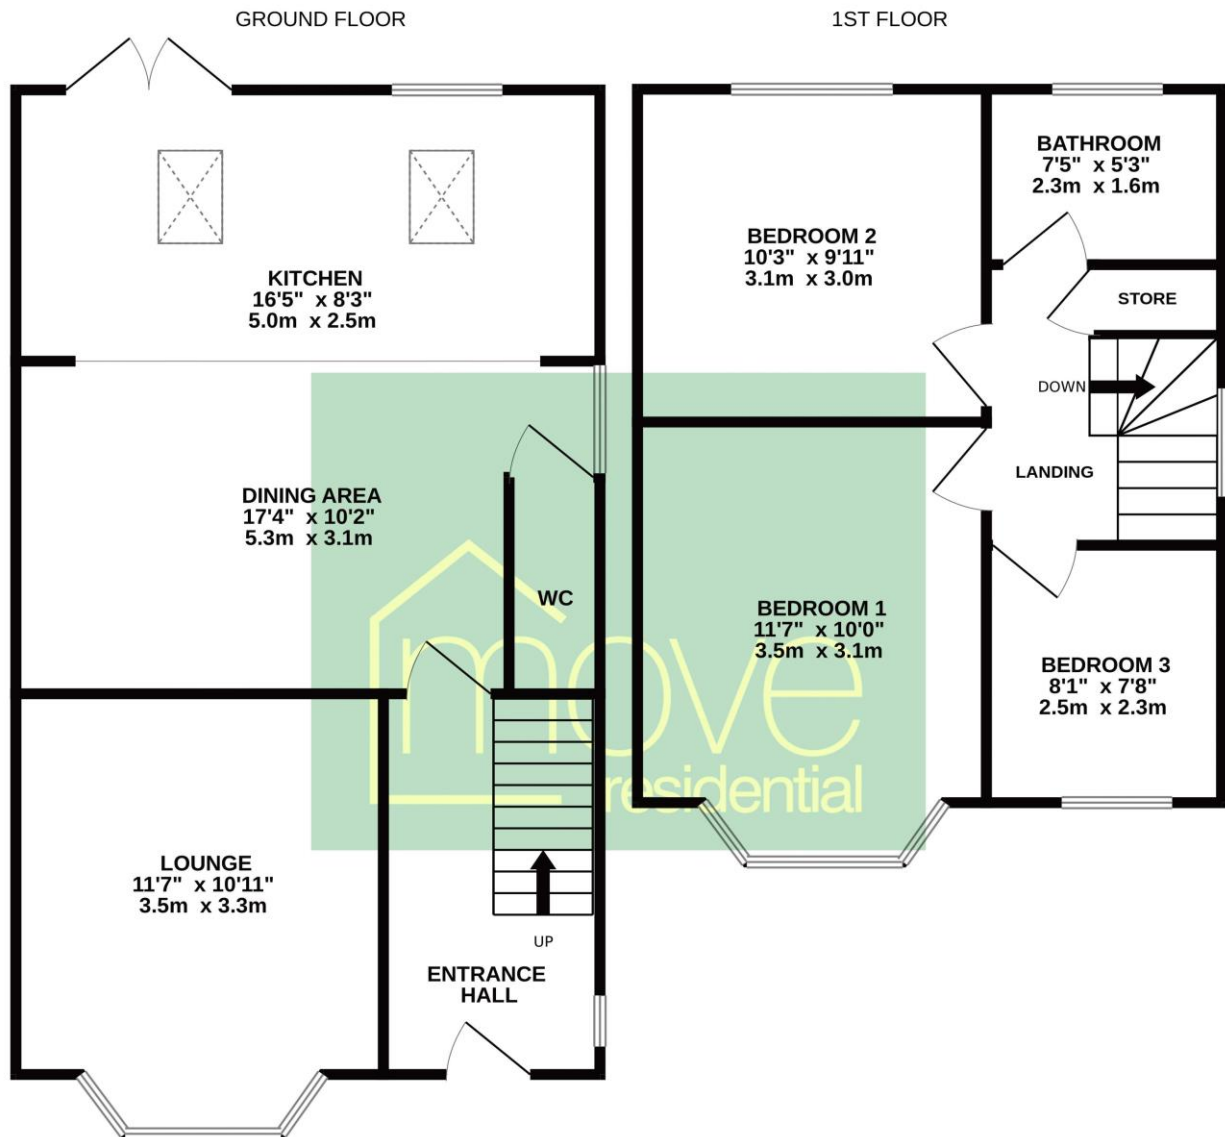 GROUND FLOOR
KITCHEN
16'5" x 8'3"
5.0m x 2.5m
DINING AREA
17'4" x 10'2"
5.3m x 3.1m
WC
LOUNGE
11'7" x 10'11"
3.5m x 3.3m
UP
ENTRANCE
HALL
1ST FLOOR
BATHROOM
7'5" x 5'3"
2.3m x 1.6m
BEDROOM 2
10'3" x 9'11"
3.1m x 3.0m
STORE
DOWN
LANDING
BEDROOM 1
11'7" x 10'0"
3.5m x 3.1m
BEDROOM 3
8'1" x 7'8"
2.5m x 2.3m
move
residential